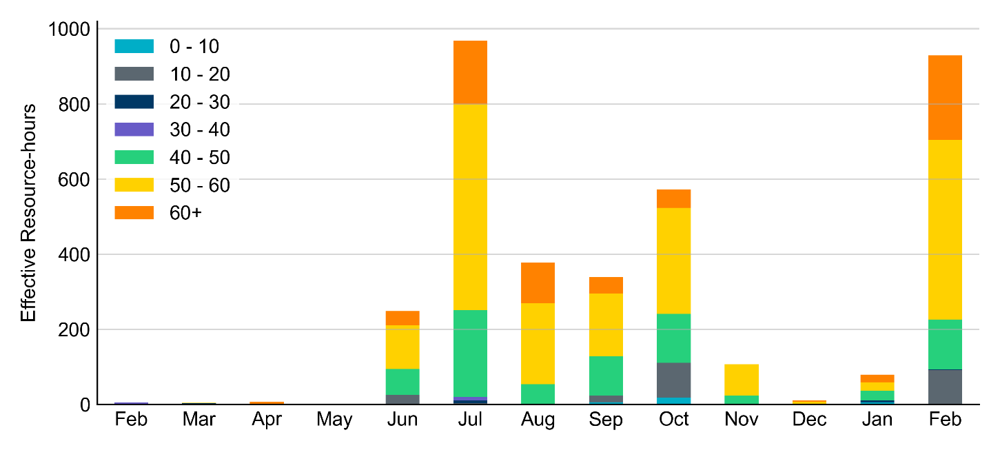 Effective Resource-hours
1000
800
600
400
200
0
0 - 10
10 - 20
20 - 30
30 - 40
40 - 50
50 - 60
60+
Feb Mar Apr May Jun Jul Aug Sep Oct Nov Dec Jan Feb